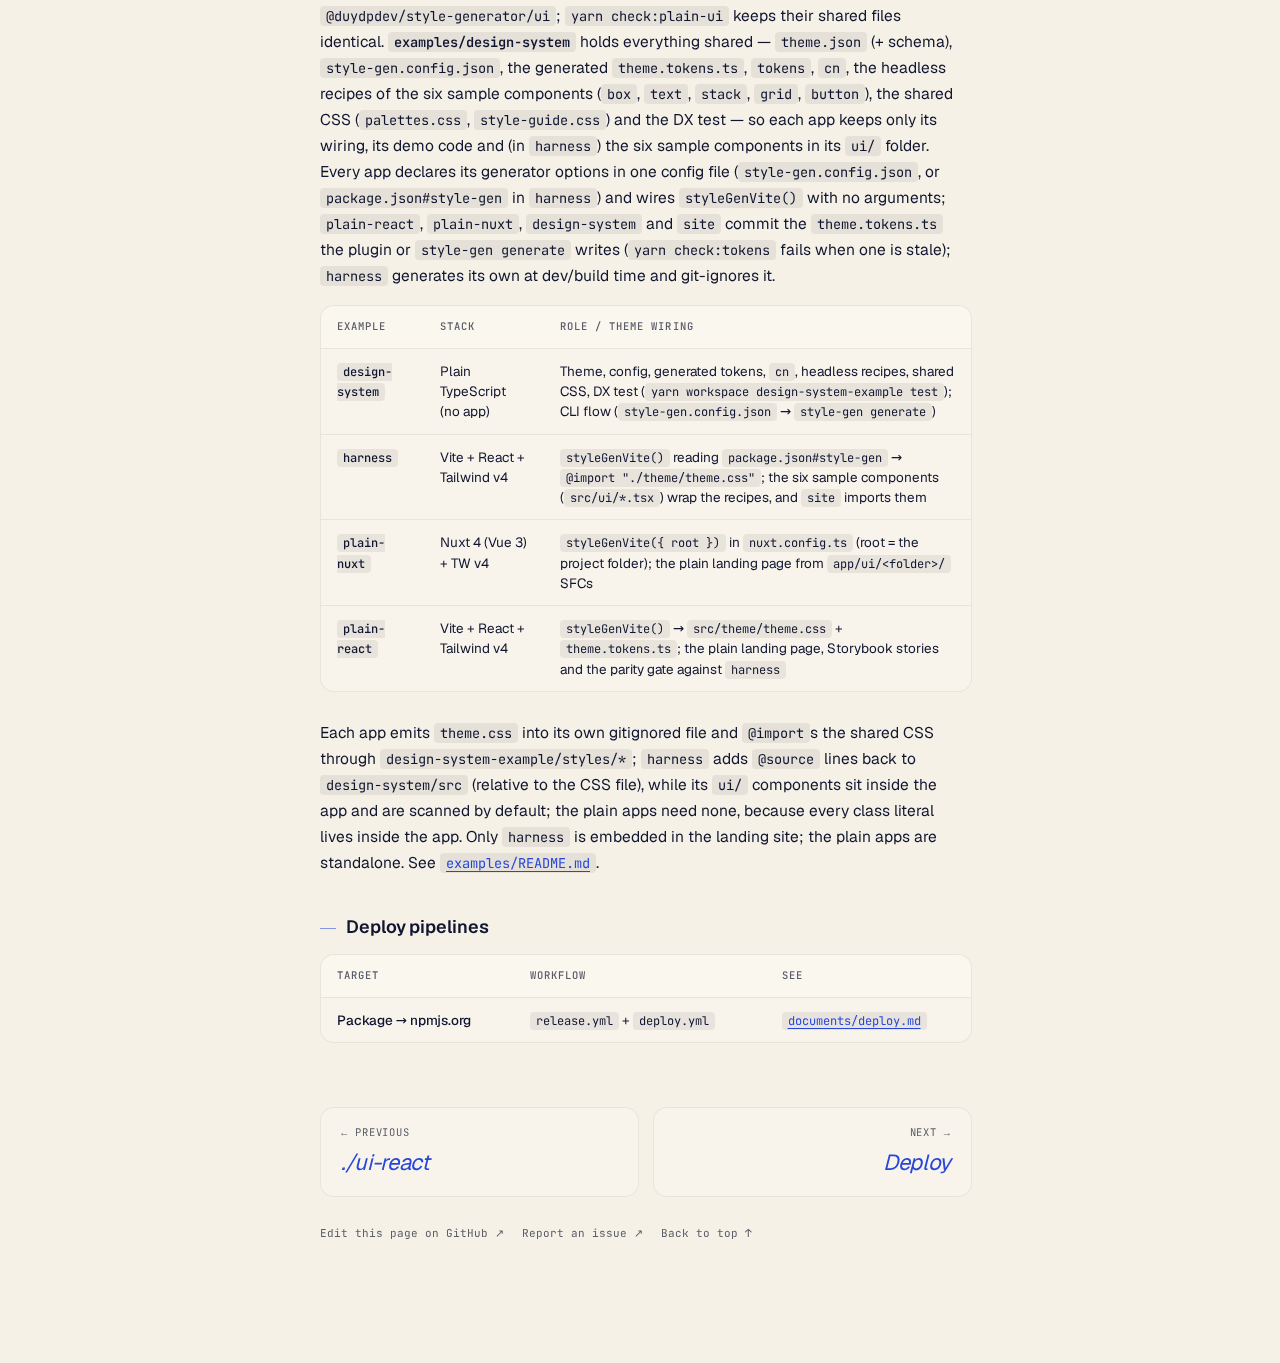 @duydpdev/style-generator/ui; yarn check:plain-ui keeps their shared files
identical. examples/design-system holds everything shared — theme.json (+ schema),
style-gen.config.json, the generated theme.tokens.ts, tokens, cn, the headless
recipes of the six sample components (box, text, stack, grid, button), the shared
CSS (palettes.css, style-guide.css) and the DX test — so each app keeps only its
wiring, its demo code and (in harness) the six sample components in its ui/ folder.
Every app declares its generator options in one config file (style-gen.config.json, or
package.json#style-gen in harness) and wires styleGenVite() with no arguments;
plain-react, plain-nuxt, design-system and site commit the theme.tokens.ts
the plugin or style-gen generate writes (yarn check:tokens fails when one is stale);
harness generates its own at dev/build time and git-ignores it.
EXAMPLE STACK ROLE / THEME WIRING
design- Plain Theme, config, generated tokens, cn, headless recipes, shared
system TypeScript CSS, DX test (yarn workspace design-system-example test);
(no app) CLI flow (style-gen.config.json → style-gen generate)
harness Vite + React + styleGenVite() reading package.json#style-gen →
Tailwind v4 @import "./theme/theme.css"; the six sample components
(src/ui/*.tsx) wrap the recipes, and site imports them
plain- Nuxt 4 (Vue 3) styleGenVite({ root }) in nuxt.config.ts (root = the
nuxt + TW v4 project folder); the plain landing page from app/ui/<folder>/
SFCs
plain- Vite + React + styleGenVite() → src/theme/theme.css +
react Tailwind v4 theme.tokens.ts; the plain landing page, Storybook stories
and the parity gate against harness
Each app emits theme.css into its own gitignored file and @imports the shared CSS
through design-system-example/styles/*; harness adds @source lines back to
design-system/src (relative to the CSS file), while its ui/ components sit inside the
app and are scanned by default; the plain apps need none, because every class literal
lives inside the app. Only harness is embedded in the landing site; the plain apps are
standalone. See examples/README.md.
— Deploy pipelines
TARGET WORKFLOW SEE
Package → npmjs.org release.yml + deploy.yml documents/deploy.md
← PREVIOUS
./ui-react
NEXT →
Deploy
Edit this page on GitHub ↗ Report an issue ↗ Back to top ↑